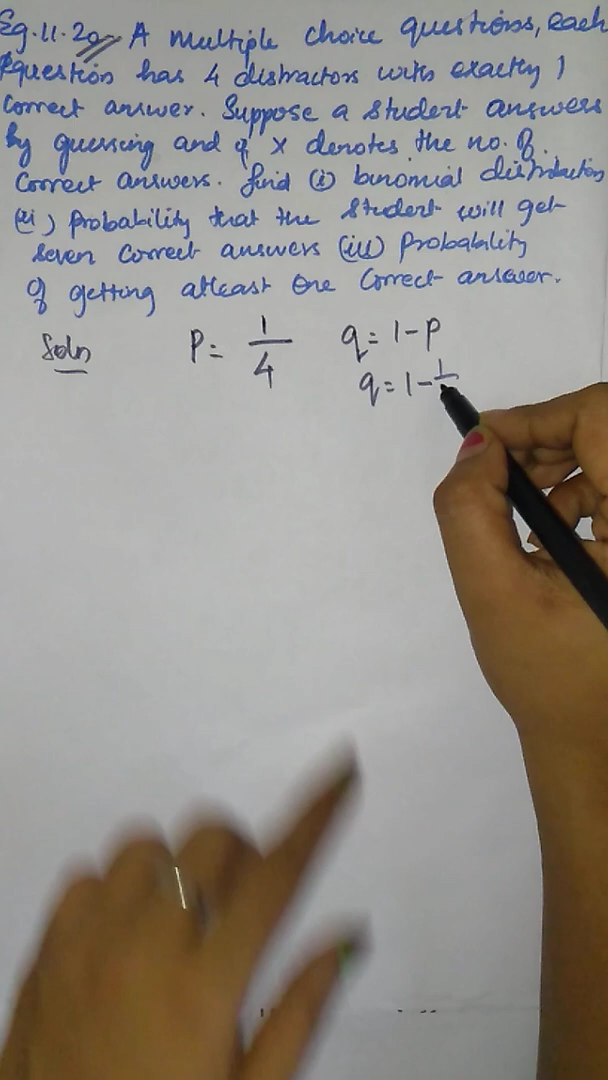 Eg.11.20 A multiple choice questions, each
question has 4 distractors with exactly 1
correct answer. Suppose a student answers
by guessing and if X denotes the no. of
correct answers. find (i) binomial distribution
(ii) probability that the student will get
seven correct answers (iii) probability
of getting atleast one correct answer.
Soln P = 1/4 q = 1-p
q = 1-1